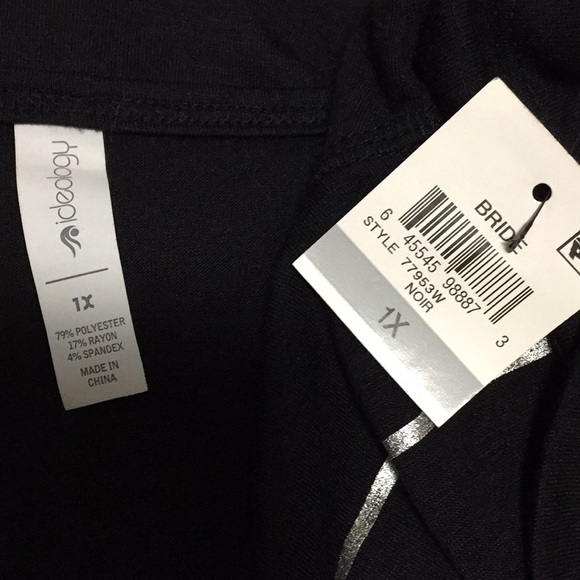 ideology
1X
79% POLYESTER
17% RAYON
4% SPANDEX
MADE IN
CHINA
BRIDE
6 45545 98887 3
STYLE 77953W
NOIR
1X